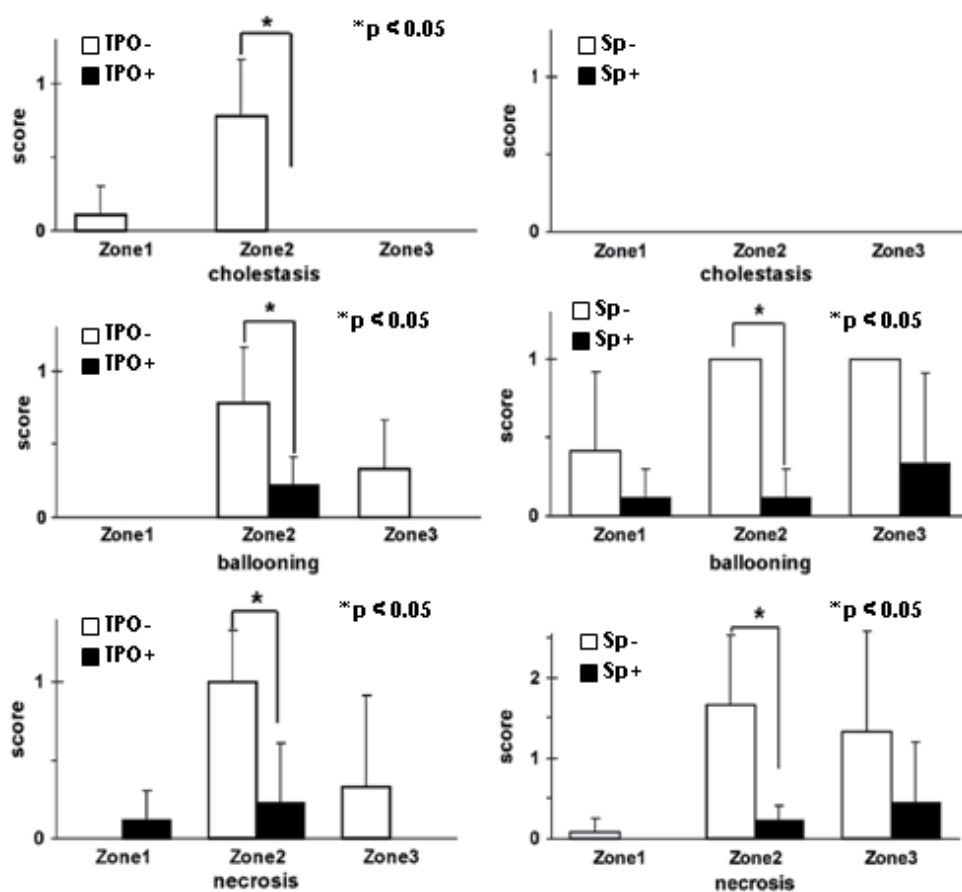 TPO-
TPO+
*
*p < 0.05
score
1
0
Zone1 Zone2 Zone3
cholestasis
Sp-
Sp+
score
1
0
Zone1 Zone2 Zone3
cholestasis
TPO-
TPO+
*
*p < 0.05
score
1
0
Zone1 Zone2 Zone3
ballooning
Sp-
Sp+
*
*p < 0.05
score
1
0
Zone1 Zone2 Zone3
ballooning
TPO-
TPO+
*
*p < 0.05
score
1
0
Zone1 Zone2 Zone3
necrosis
Sp-
Sp+
*
*p < 0.05
score
2
1
0
Zone1 Zone2 Zone3
necrosis